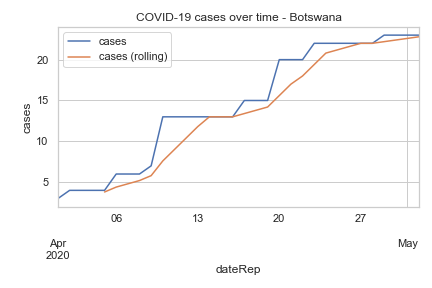 COVID-19 cases over time - Botswana
cases
cases (rolling)
cases
20
15
10
5
06 13 20 27
Apr May
2020
dateRep